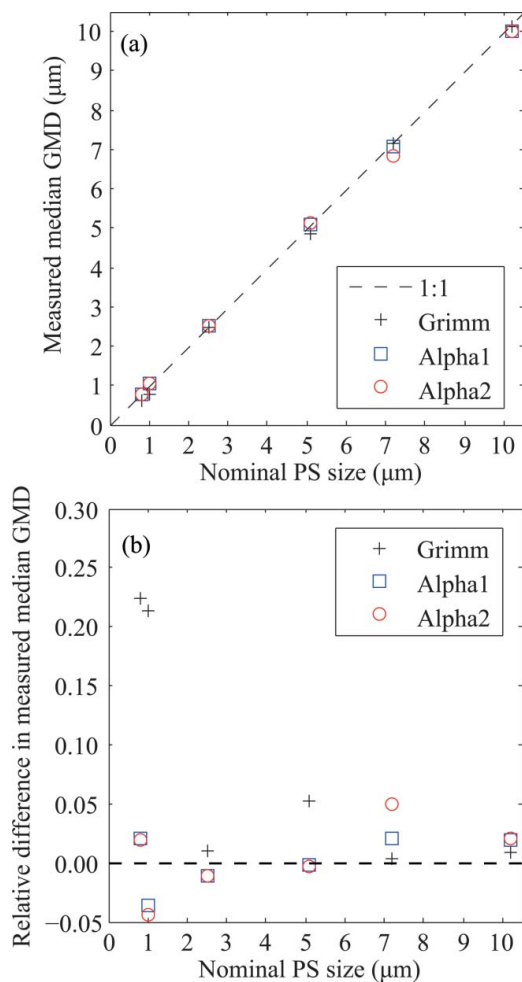 (a)
Measured median GMD (μm)
10
9
8
7
6
5
4
3
2
1
0
1:1
Grimm
Alpha1
Alpha2
0 1 2 3 4 5 6 7 8 9 10
Nominal PS size (μm)
(b)
Relative difference in measured median GMD
0.30
0.25
0.20
0.15
0.10
0.05
0.00
−0.05
Grimm
Alpha1
Alpha2
0 1 2 3 4 5 6 7 8 9 10
Nominal PS size (μm)